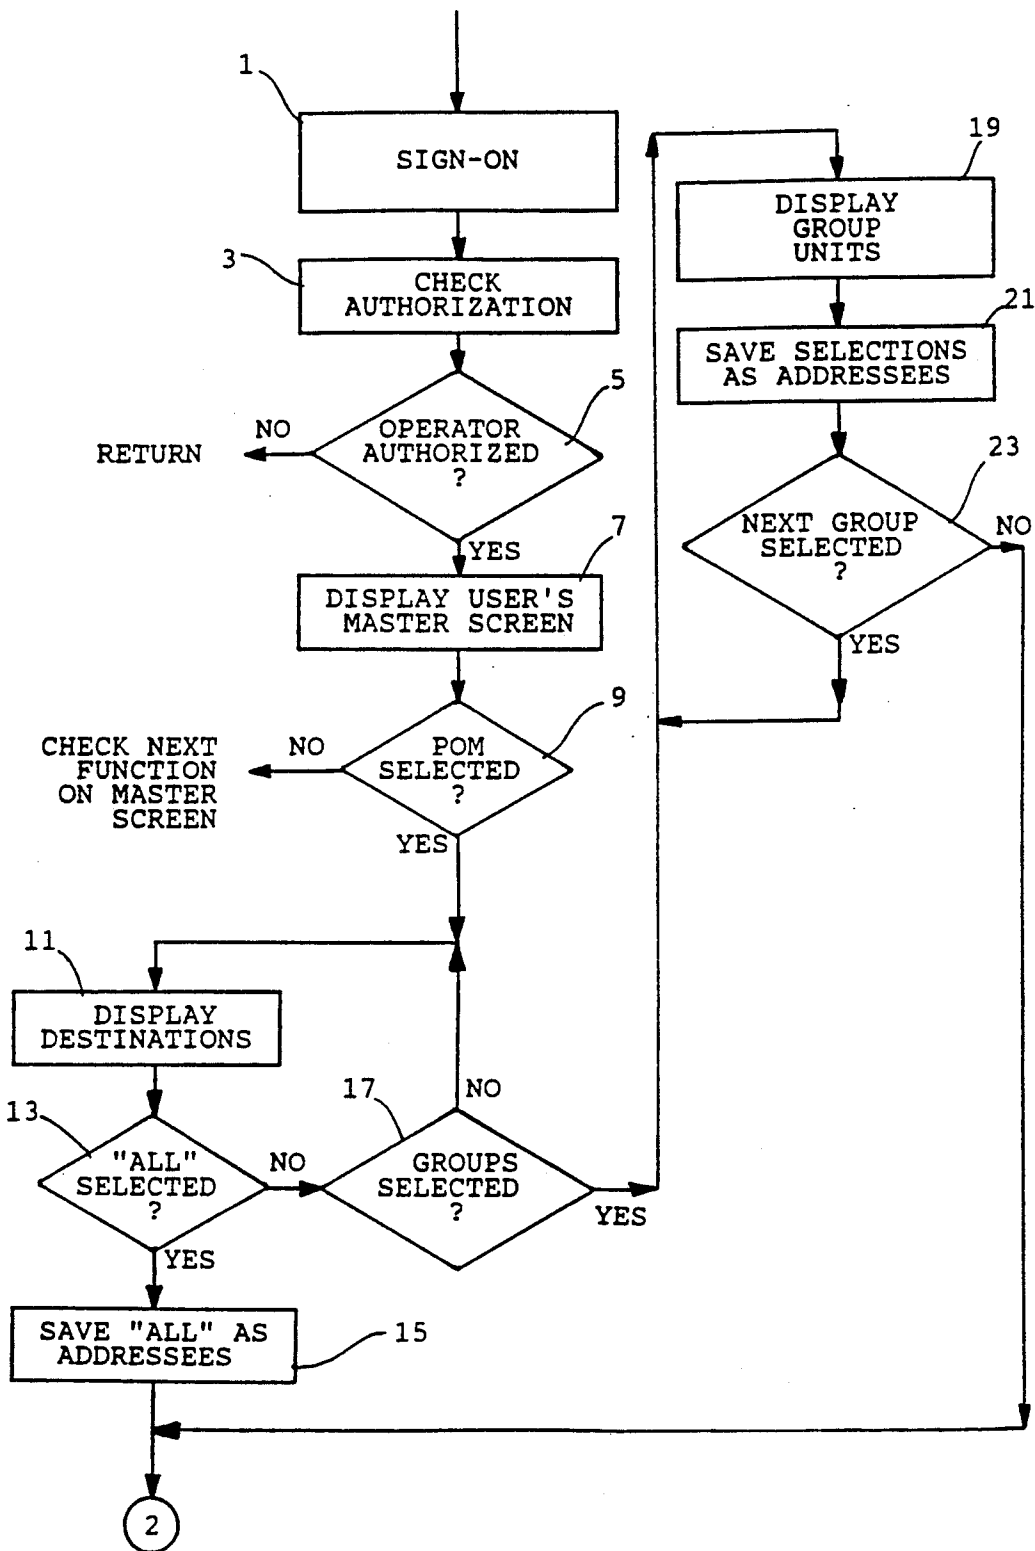 1
SIGN-ON
3
CHECK
AUTHORIZATION
5
OPERATOR
AUTHORIZED
?
NO
RETURN
YES
7
DISPLAY USER'S
MASTER SCREEN
9
POM
SELECTED
?
NO
CHECK NEXT
FUNCTION
ON MASTER
SCREEN
YES
11
DISPLAY
DESTINATIONS
13
"ALL"
SELECTED
?
NO
YES
15
SAVE "ALL" AS
ADDRESSEES
17
GROUPS
SELECTED
?
NO
YES
19
DISPLAY
GROUP
UNITS
21
SAVE SELECTIONS
AS ADDRESSEES
23
NEXT GROUP
SELECTED
?
NO
YES
2